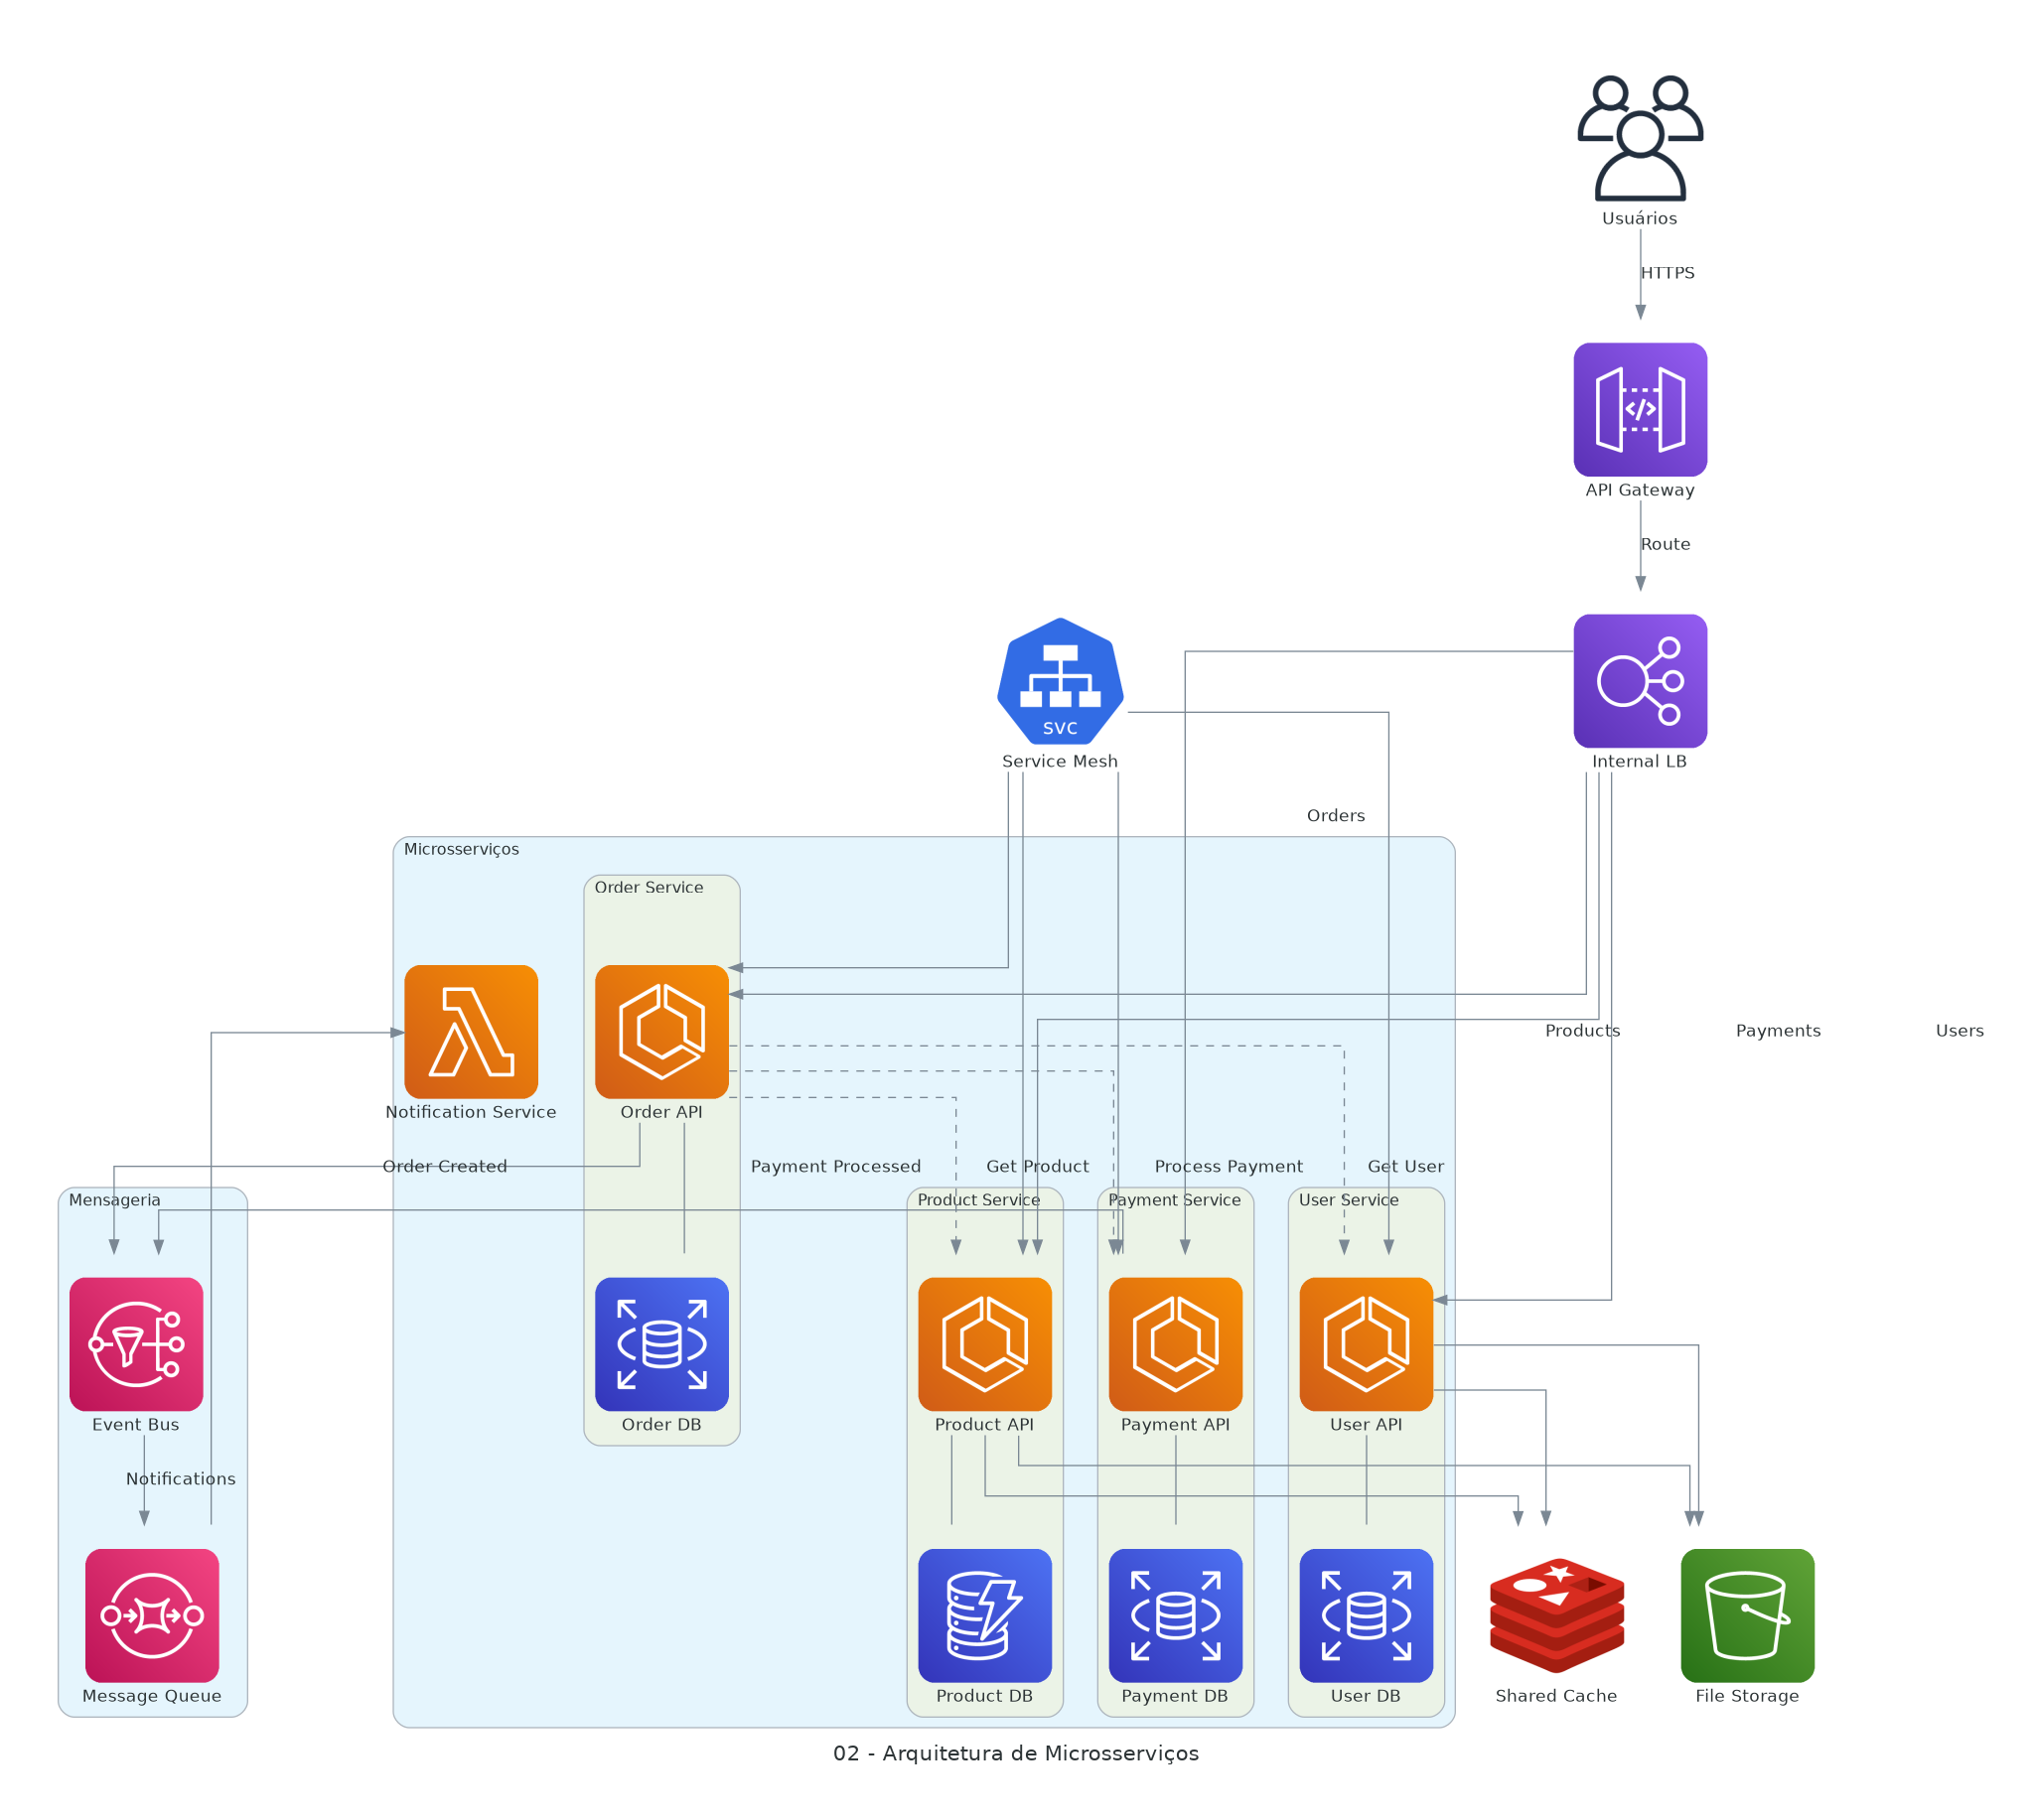 Usuários
HTTPS
API Gateway
Route
svc
Service Mesh
Internal LB
Orders
Microsserviços
Order Service
Products
Payments
Users
Notification Service
Order API
Order Created
Payment Processed
Get Product
Process Payment
Get User
Mensageria
Product Service
Payment Service
User Service
Event Bus
Order DB
Product API
Payment API
User API
Notifications
Message Queue
Product DB
Payment DB
User DB
Shared Cache
File Storage
02 - Arquitetura de Microsserviços